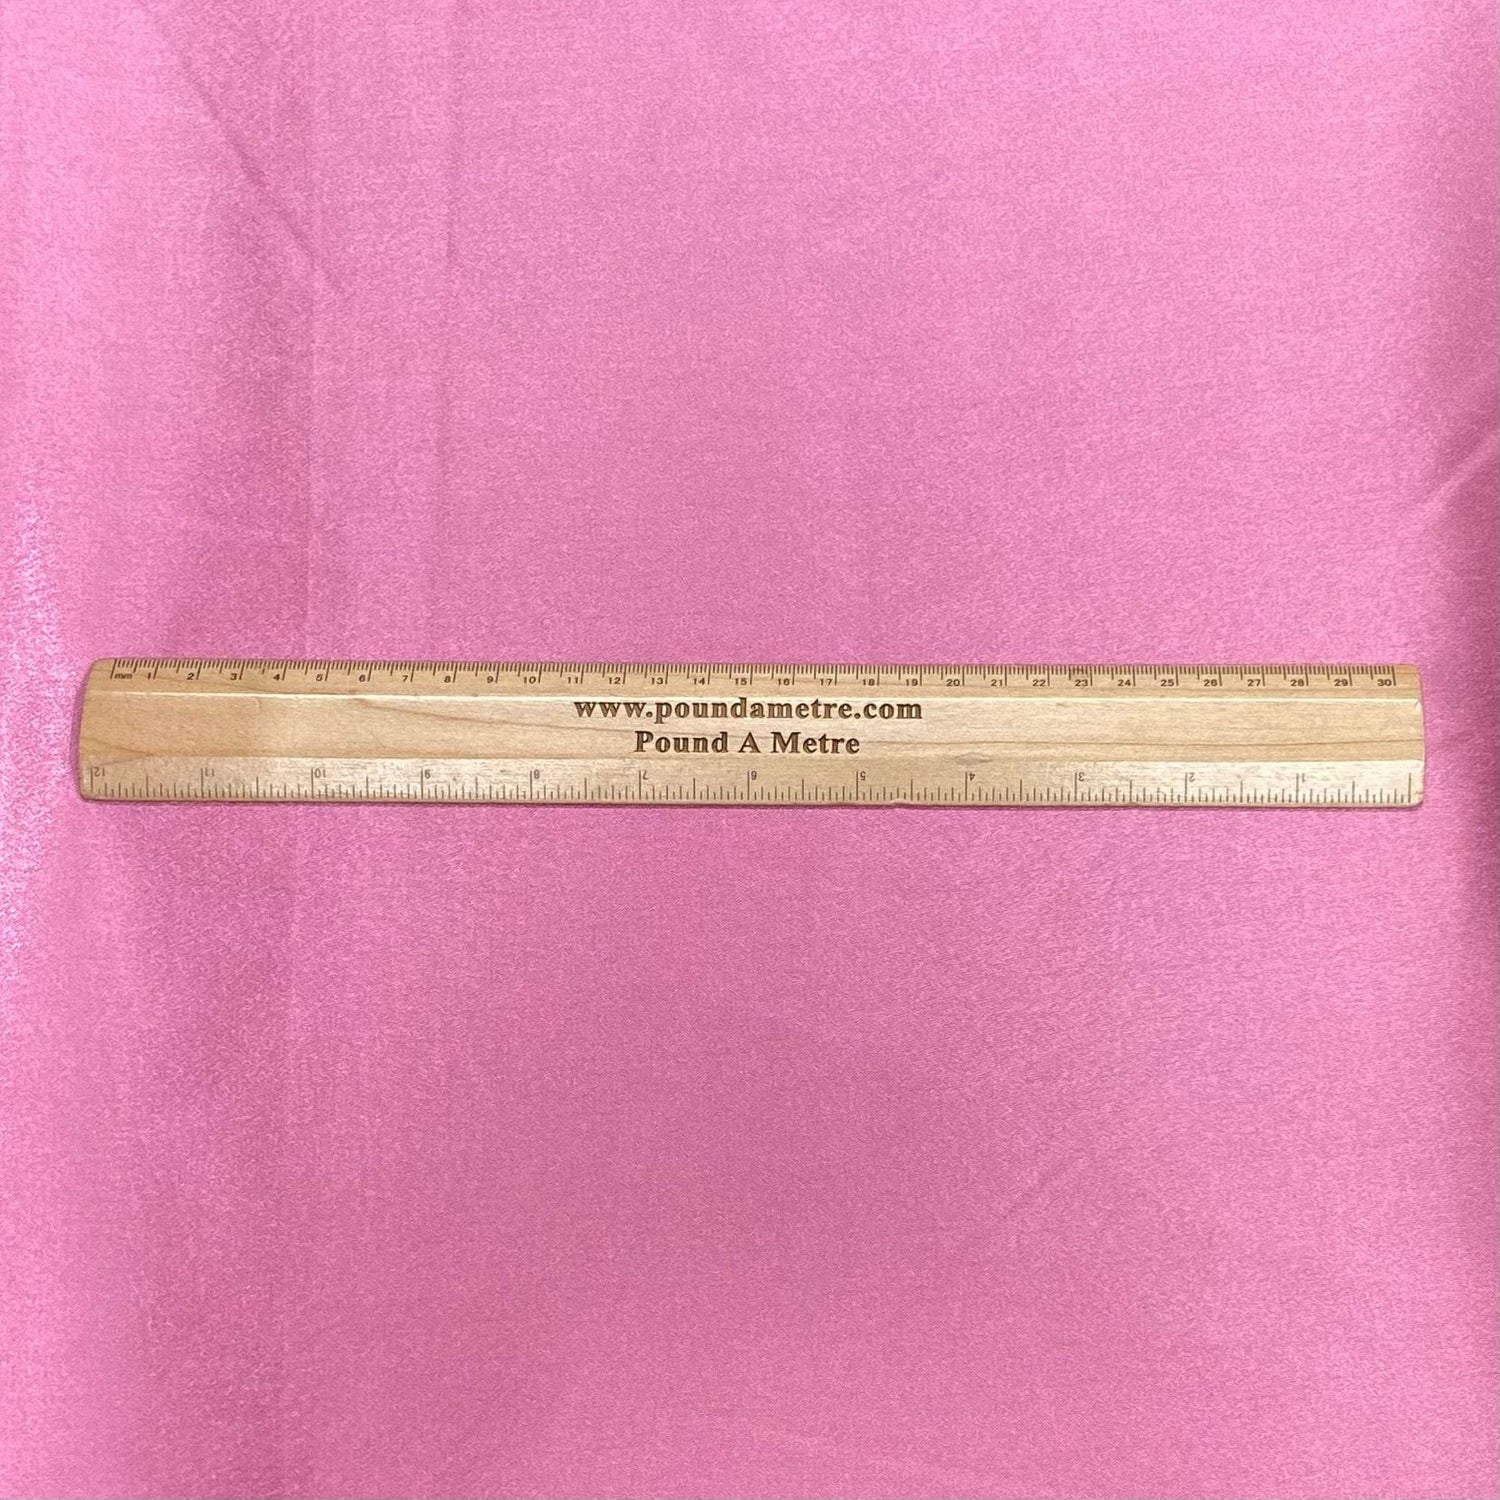 mm 1 2 3 4 5 6 7 8 9 10 11 12 13 14 15 16 17 18 19 20 21 22 23 24 25 26 27 28 29 30
www.poundametre.com
Pound A Metre
12 11 10 9 8 7 6 5 4 3 2 1